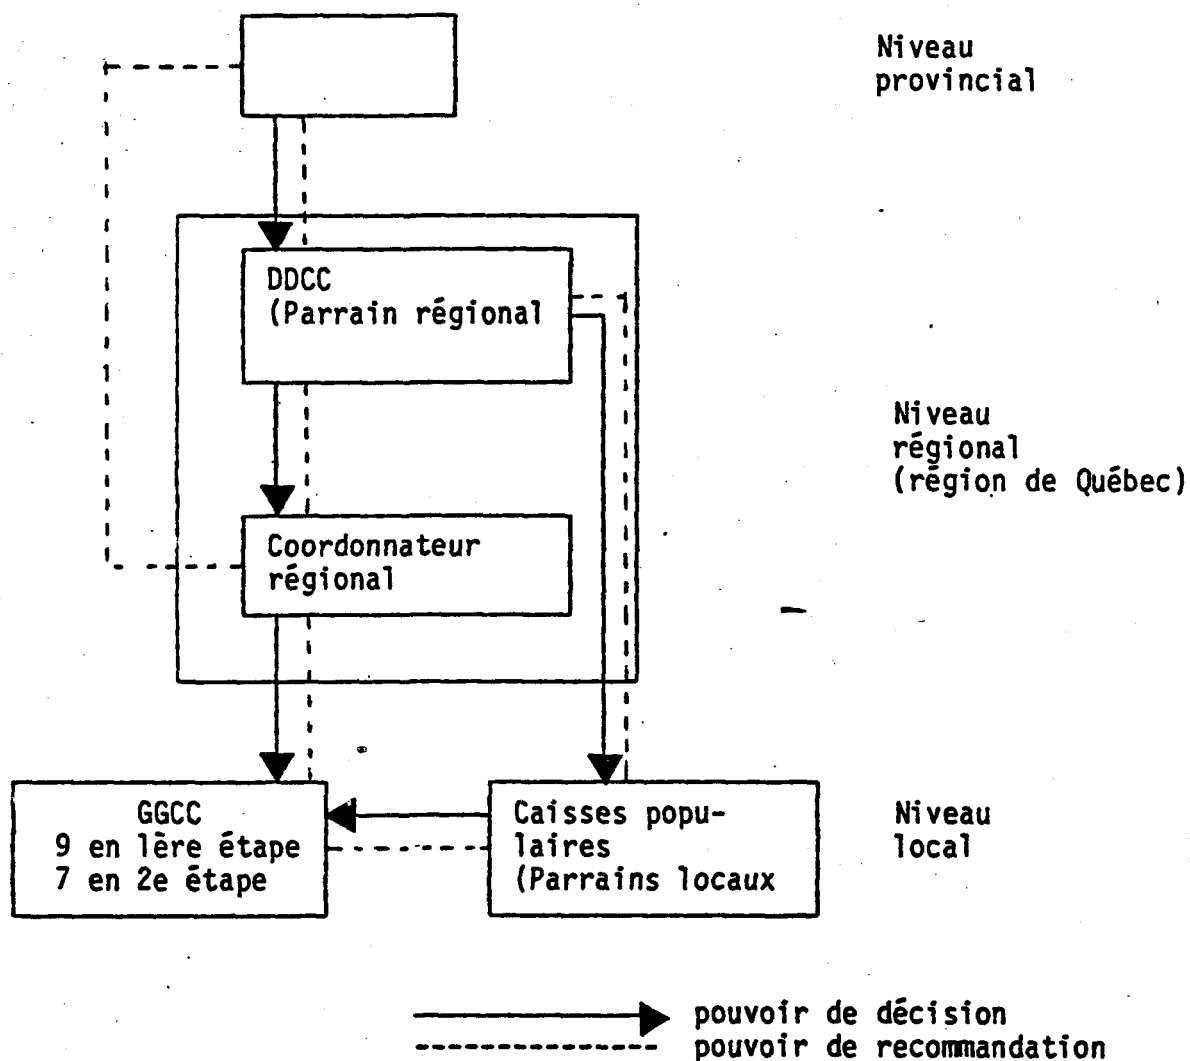 Niveau
provincial
DDCC
(Parrain régional
Niveau
régional
(région de Québec)
Coordonnateur
régional
GGCC
9 en lère étape
7 en 2e étape
Caisses popu-
laires
(Parrains locaux
Niveau
local
pouvoir de décision
pouvoir de recommandation